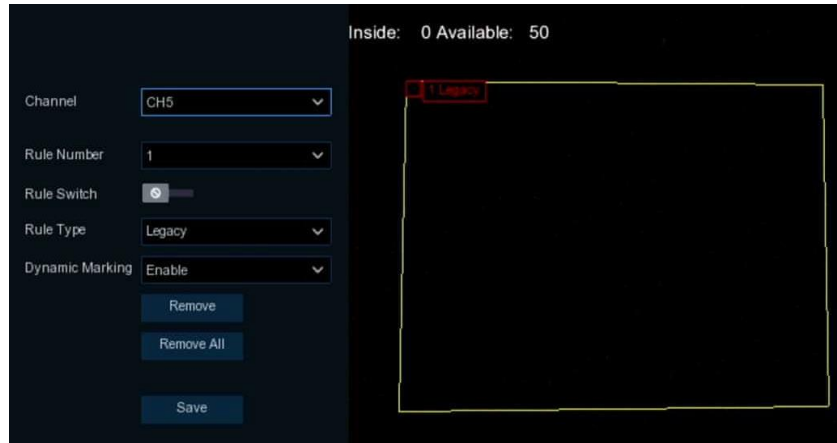 Inside: 0 Available: 50
Channel CH5
Rule Number 1
Rule Switch
Rule Type Legacy
Dynamic Marking Enable
Remove
Remove All
Save
1 Legacy